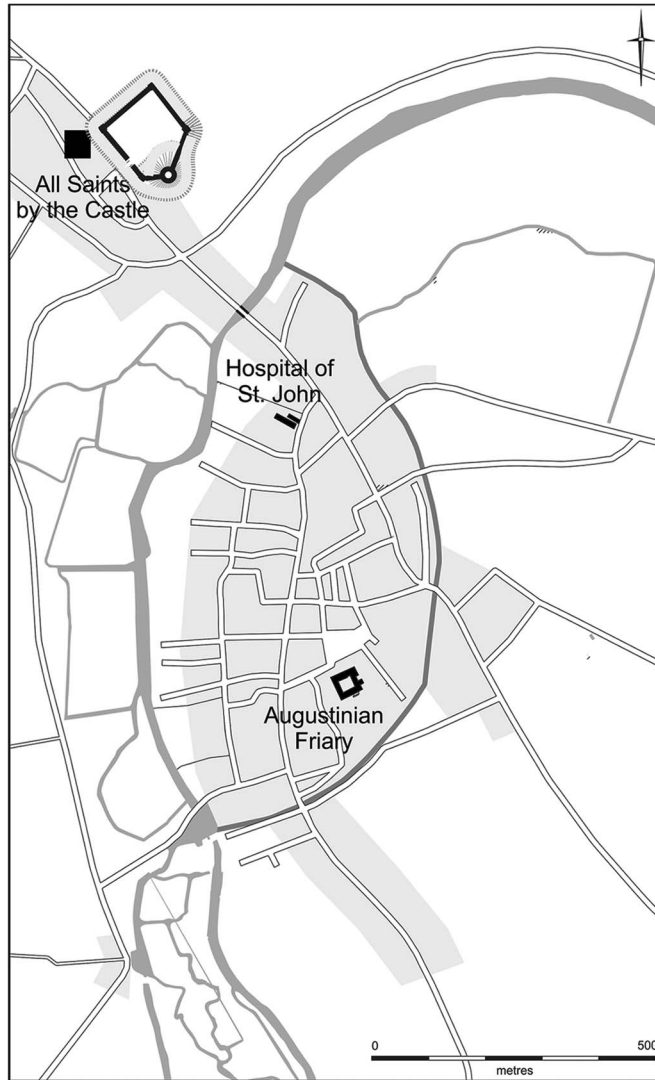 All Saints
by the Castle
Hospital of
St. John
Augustinian
Friary
0 500
metres